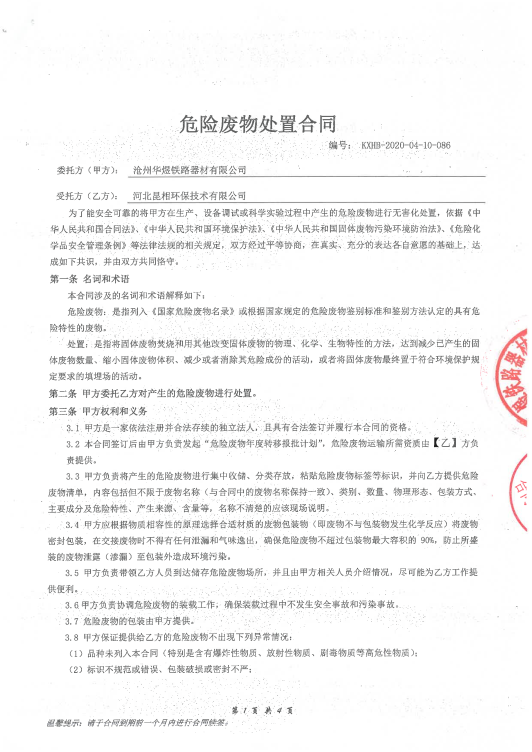 危险废物处置合同
编号： KXHB-2020-04-10-086
委托方（甲方）： 沧州华煜铁路器材有限公司
受托方（乙方）： 河北昆相环保技术有限公司
为了能安全可靠的将甲方在生产、设备调试或科学实验过程中产生的危险废物进行无害化处置，依据《中
华人民共和国合同法》、《中华人民共和国环境保护法》、《中华人民共和国固体废物污染环境防治法》、《危险化
学品安全管理条例》等法律法规的相关规定，双方经过平等协商，在真实、充分的表达各自意愿的基础上，达
成如下共识，并由双方共同恪守。
第一条 名词和术语
本合同涉及的名词和术语解释如下：
危险废物：是指列入《国家危险废物名录》或根据国家规定的危险废物鉴别标准和鉴别方法认定的具有危
险特性的废物。
处置：是指将固体废物焚烧和用其他改变固体废物的物理、化学、生物特性的方法，达到减少已产生的固
体废物数量、缩小固体废物体积、减少或者消除其危险成份的活动，或者将固体废物最终置于符合环境保护规
定要求的填埋场的活动。
第二条 甲方委托乙方对产生的危险废物进行处置。
第三条 甲方权利和义务
3.1 甲方是一家依法注册并合法存续的独立法人，且具有合法签订并履行本合同的资格。
3.2 本合同签订后由甲方负责发起“危险废物年度转移报批计划”，危险废物运输所需资质由【乙】方负
责提供。
3.3 甲方负责将产生的危险废物进行集中收储、分类存放，粘贴危险废物标签等标识，并向乙方提供危险
废物清单，内容包括但不限于废物名称（与合同中的废物名称保持一致）、类别、数量、物理形态、包装方式、
主要成分及危险特性、产生来源、含量等。名称不清楚的应该现场说明。
3.4 甲方应根据物质相容性的原理选择合适材质的废物包装物（即废物不与包装物发生化学反应）将废物
密封包装，在交接废物时不得有任何泄漏和气味逸出，确保危险废物不超过包装物最大容积的 90%，防止所盛
装的废物泄露（渗漏）至包装外造成环境污染。
3.5 甲方负责带领乙方人员到达储存危险废物场所，并且由甲方相关人员介绍情况，尽可能为乙方工作提
供便利。
3.6 甲方负责协调危险废物的装载工作，确保装载过程中不发生安全事故和污染事故。
3.7 危险废物的包装由甲方提供。
3.8 甲方保证提供给乙方的危险废物不出现下列异常情况：
（1）品种未列入本合同（特别是含有爆炸性物质、放射性物质、剧毒物质等高危性物质）；
（2）标识不规范或错误、包装破损或密封不严；
第 1 页 共 4 页
温馨提示：请于合同到期前一个月内进行合同续签。
铁路器材